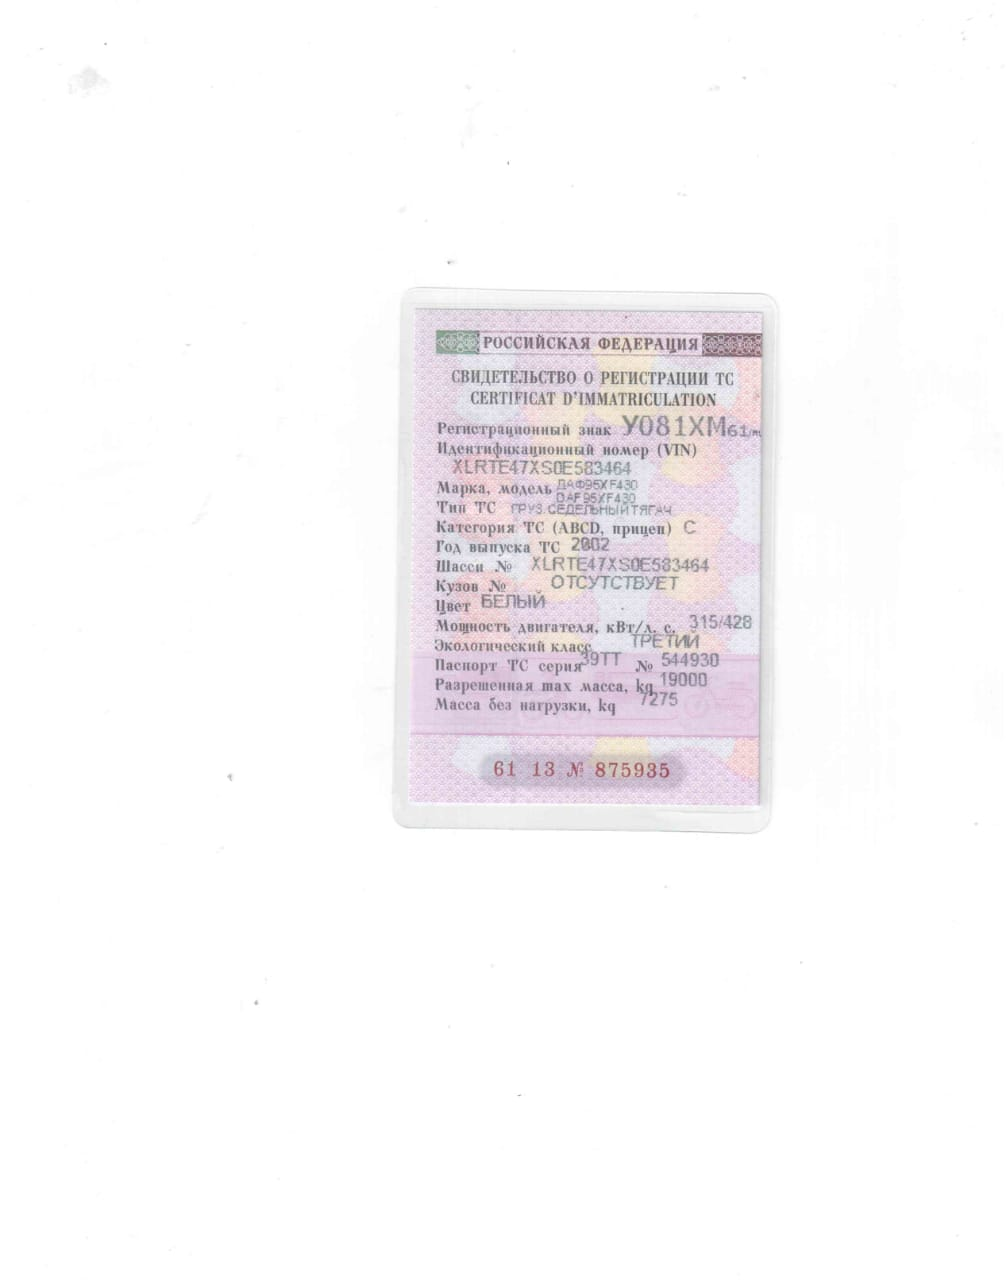 РОССИЙСКАЯ ФЕДЕРАЦИЯ
СВИДЕТЕЛЬСТВО О РЕГИСТРАЦИИ ТС
CERTIFICAT D'IMMATRICULATION
Регистрационный знак У081ХМ61
Идентификационный номер (VIN)
XLRTE47XS0E583464
Марка, модель ДАФ95XF430
DAF95XF430
Тип ТС ГРУЗ.СЕДЕЛЬНЫЙ ТЯГАЧ
Категория ТС (ABCD, прицеп) С
Год выпуска ТС 2002
Шасси № XLRTE47XS0E583464
Кузов № ОТСУТСТВУЕТ
Цвет БЕЛЫЙ
Мощность двигателя, кВт/л. с. 315/428
Экологический класс ТРЕТИЙ
Паспорт ТС серия 39ТТ № 544930
Разрешенная max масса, kg 19000
Масса без нагрузки, kg 7275
61 13 № 875935